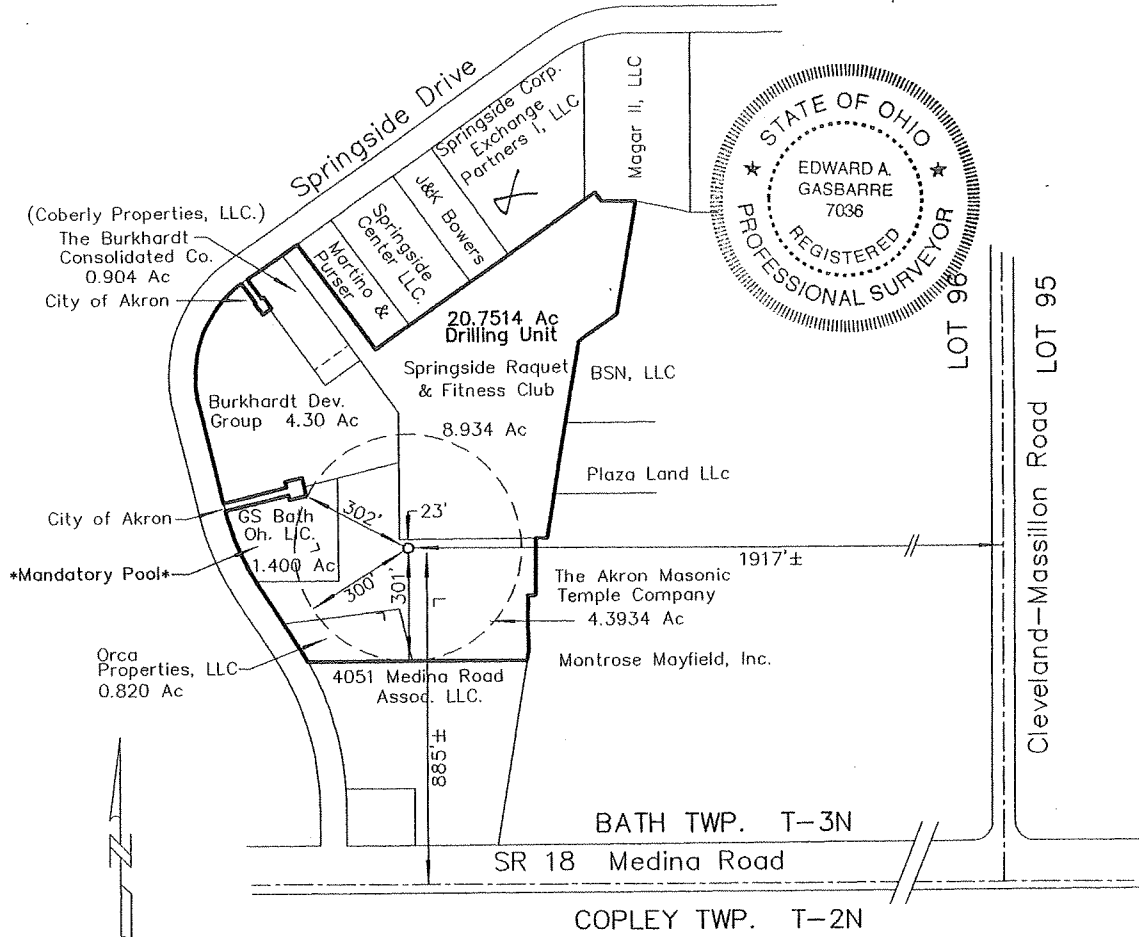 Springside Drive
Springside Corp.
Exchange
Partners I, LLC
Magar II, LLC
STATE OF OHIO
EDWARD A.
GASBARRE
7036
REGISTERED
PROFESSIONAL SURVEYOR
(Coberly Properties, LLC.)
The Burkhardt
Consolidated Co.
0.904 Ac
City of Akron
J&K Bowers
Springside
Center LLC.
Martino &
Purser
20.7514 Ac
Drilling Unit
Springside Raquet
& Fitness Club
8.934 Ac
BSN, LLC
Burkhardt Dev.
Group 4.30 Ac
Plaza Land LLc
LOT 96
LOT 95
Cleveland-Massillon Road
City of Akron
GS Bath
Oh. LLC.
1.400 Ac
*Mandatory Pool*
302'
23'
300'
301'
1917'±
The Akron Masonic
Temple Company
4.3934 Ac
Montrose Mayfield, Inc.
Orca
Properties, LLC
0.820 Ac
4051 Medina Road
Assoc. LLC.
885'±
N
BATH TWP. T-3N
SR 18 Medina Road
COPLEY TWP. T-2N